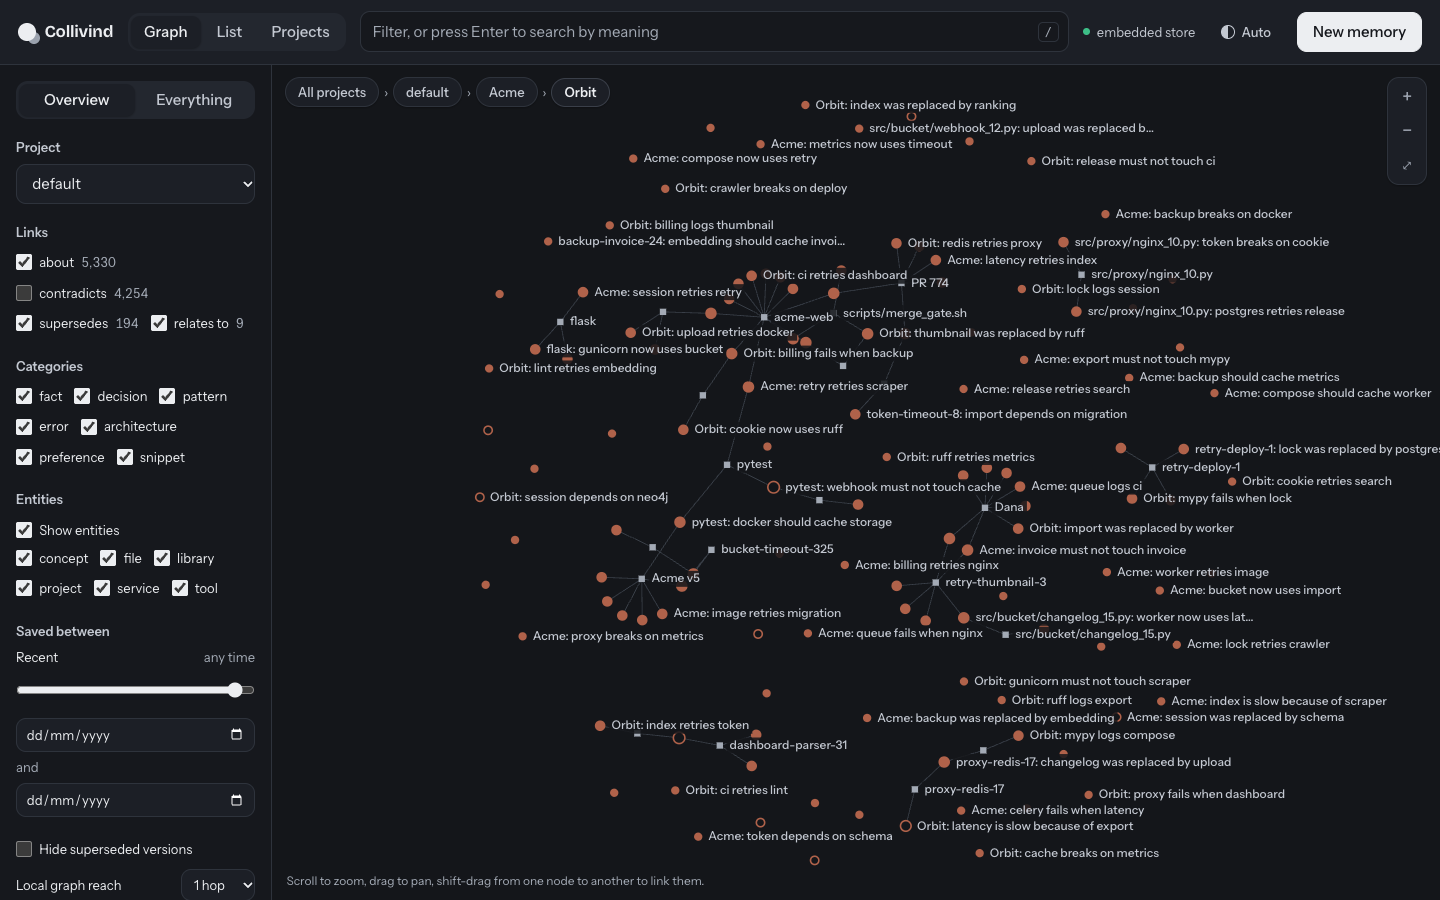 Collivind
Graph List Projects
Filter, or press Enter to search by meaning
/
embedded store
Auto
New memory
Overview Everything
Project
default
Links
about 5,330
contradicts 4,254
supersedes 194 relates to 9
Categories
fact decision pattern
error architecture
preference snippet
Entities
Show entities
concept file library
project service tool
Saved between
Recent any time
dd/mm/yyyy
and
dd/mm/yyyy
Hide superseded versions
Local graph reach 1 hop
All projects › default › Acme › Orbit
Orbit: index was replaced by ranking
src/bucket/webhook_12.py: upload was replaced b...
Acme: metrics now uses timeout
Acme: compose now uses retry
Orbit: release must not touch ci
Orbit: crawler breaks on deploy
Acme: backup breaks on docker
Orbit: billing logs thumbnail
backup-invoice-24: embedding should cache invoi...
Orbit: redis retries proxy
src/proxy/nginx_10.py: token breaks on cookie
Acme: latency retries index
Orbit: ci retries dashboard
src/proxy/nginx_10.py
PR 774
Orbit: lock logs session
Acme: session retries retry
src/proxy/nginx_10.py: postgres retries release
scripts/merge_gate.sh
acme-web
flask
Orbit: upload retries docker
Orbit: thumbnail was replaced by ruff
flask: gunicorn now uses bucket
Orbit: billing fails when backup
Acme: export must not touch mypy
Orbit: lint retries embedding
Acme: backup should cache metrics
Acme: retry retries scraper
Acme: release retries search
Acme: compose should cache worker
token-timeout-8: import depends on migration
Orbit: cookie now uses ruff
retry-deploy-1: lock was replaced by postgres
Orbit: ruff retries metrics
pytest
retry-deploy-1
Orbit: cookie retries search
pytest: webhook must not touch cache
Acme: queue logs ci
Orbit: session depends on neo4j
Orbit: mypy fails when lock
Dana
pytest: docker should cache storage
Orbit: import was replaced by worker
bucket-timeout-325
Acme: invoice must not touch invoice
Acme: billing retries nginx
Acme: worker retries image
Acme v5
retry-thumbnail-3
Acme: bucket now uses import
Acme: image retries migration
src/bucket/changelog_15.py: worker now uses lat...
Acme: proxy breaks on metrics
Acme: queue fails when nginx
src/bucket/changelog_15.py
Acme: lock retries crawler
Orbit: gunicorn must not touch scraper
Orbit: ruff logs export
Acme: index is slow because of scraper
Acme: backup was replaced by embedding
Acme: session was replaced by schema
Orbit: index retries token
Orbit: mypy logs compose
dashboard-parser-31
proxy-redis-17: changelog was replaced by upload
Orbit: ci retries lint
proxy-redis-17
Orbit: proxy fails when dashboard
Acme: celery fails when latency
Orbit: latency is slow because of export
Acme: token depends on schema
Orbit: cache breaks on metrics
Scroll to zoom, drag to pan, shift-drag from one node to another to link them.
+
−